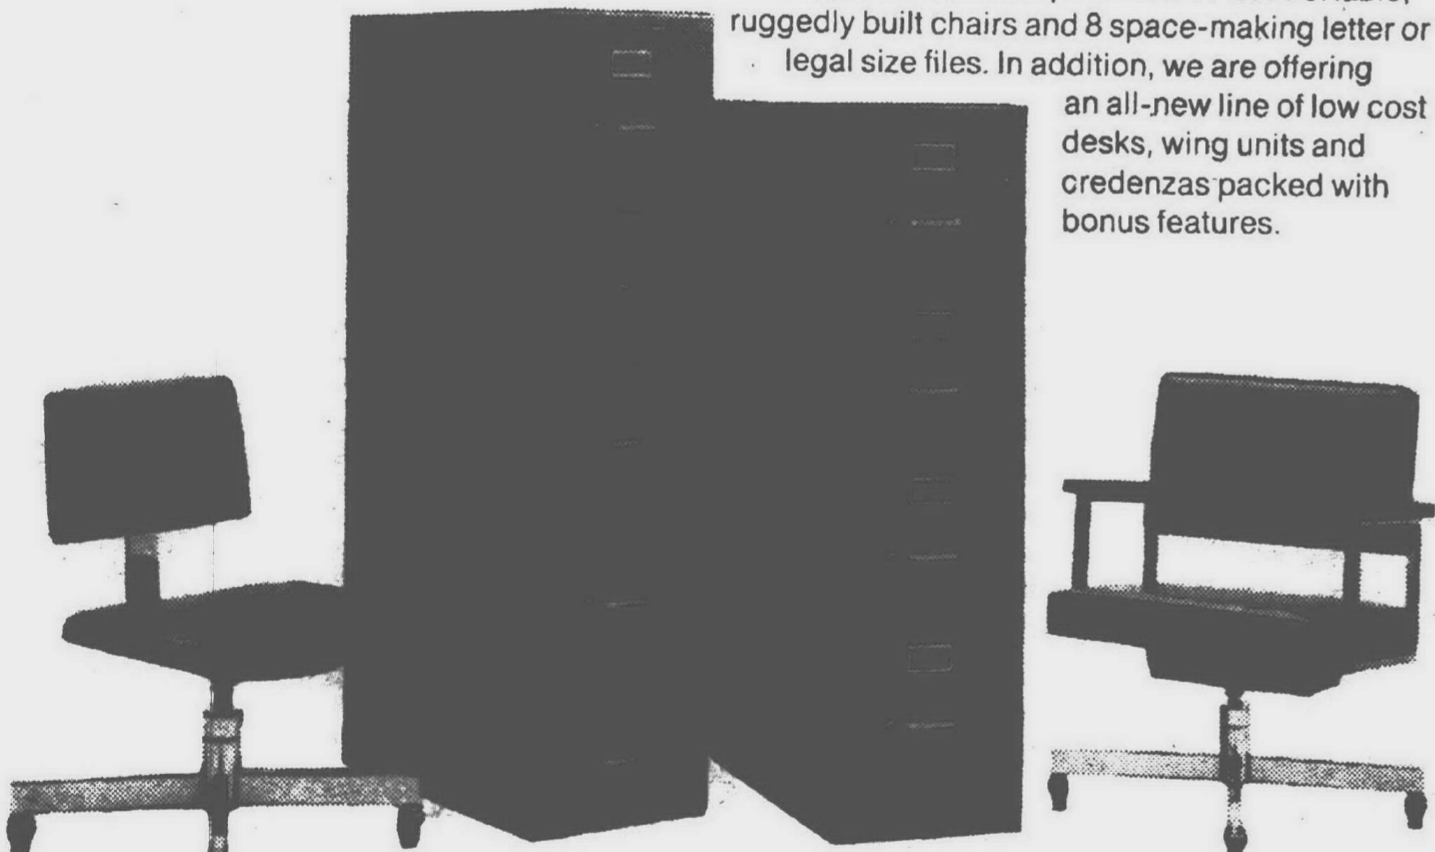 ruggedly built chairs and 8 space-making letter or
legal size files. In addition, we are offering
an all-new line of low cost
desks, wing units and
credenzas packed with
bonus features.